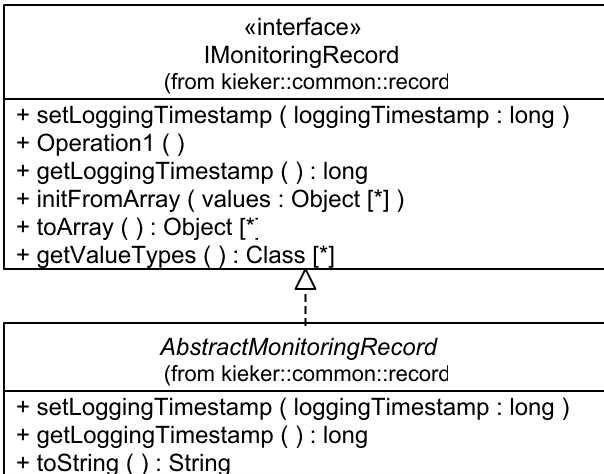 «interface»
IMonitoringRecord
(from kieker::common::record
+ setLoggingTimestamp ( loggingTimestamp : long )
+ Operation1 ( )
+ getLoggingTimestamp ( ) : long
+ initFromArray ( values : Object [*] )
+ toArray ( ) : Object [*]
+ getValueTypes ( ) : Class [*]
AbstractMonitoringRecord
(from kieker::common::record
+ setLoggingTimestamp ( loggingTimestamp : long )
+ getLoggingTimestamp ( ) : long
+ toString ( ) : String